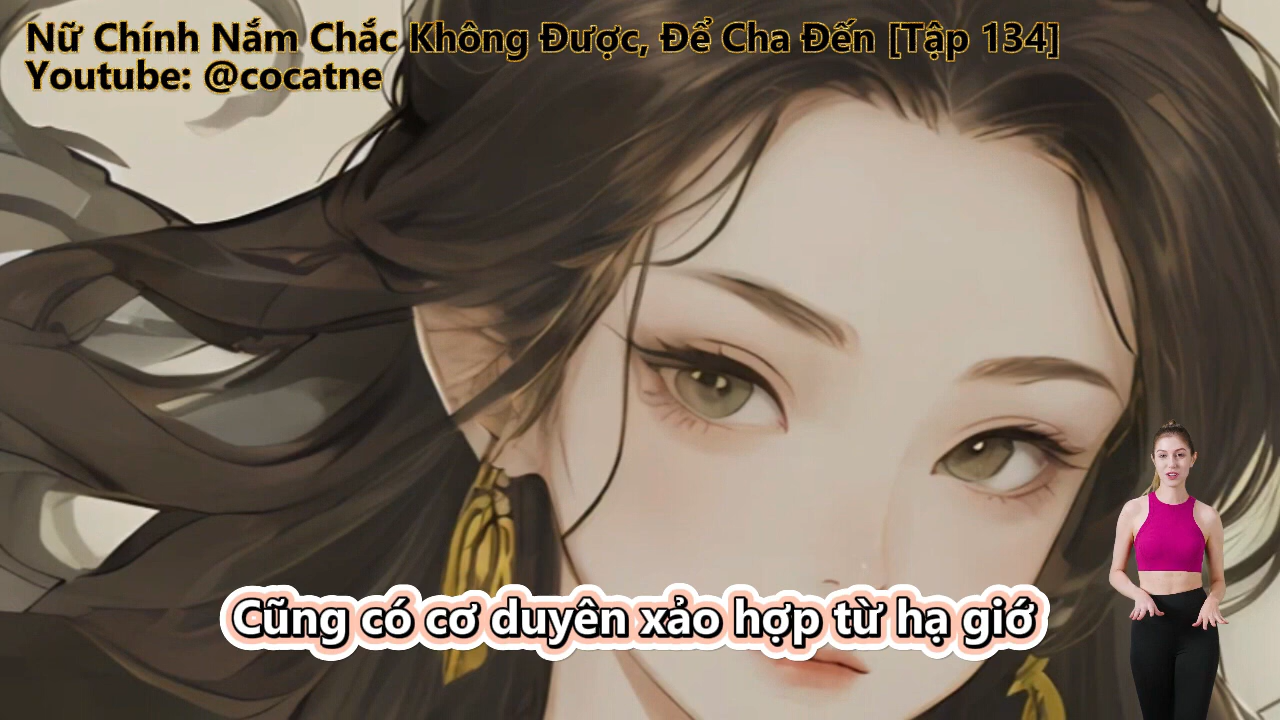 Nữ Chính Nắm Chắc Không Được, Để Cha Đến [Tập 134]
Youtube: @cocatne
Cũng có cơ duyên xảo hợp từ hạ giớ